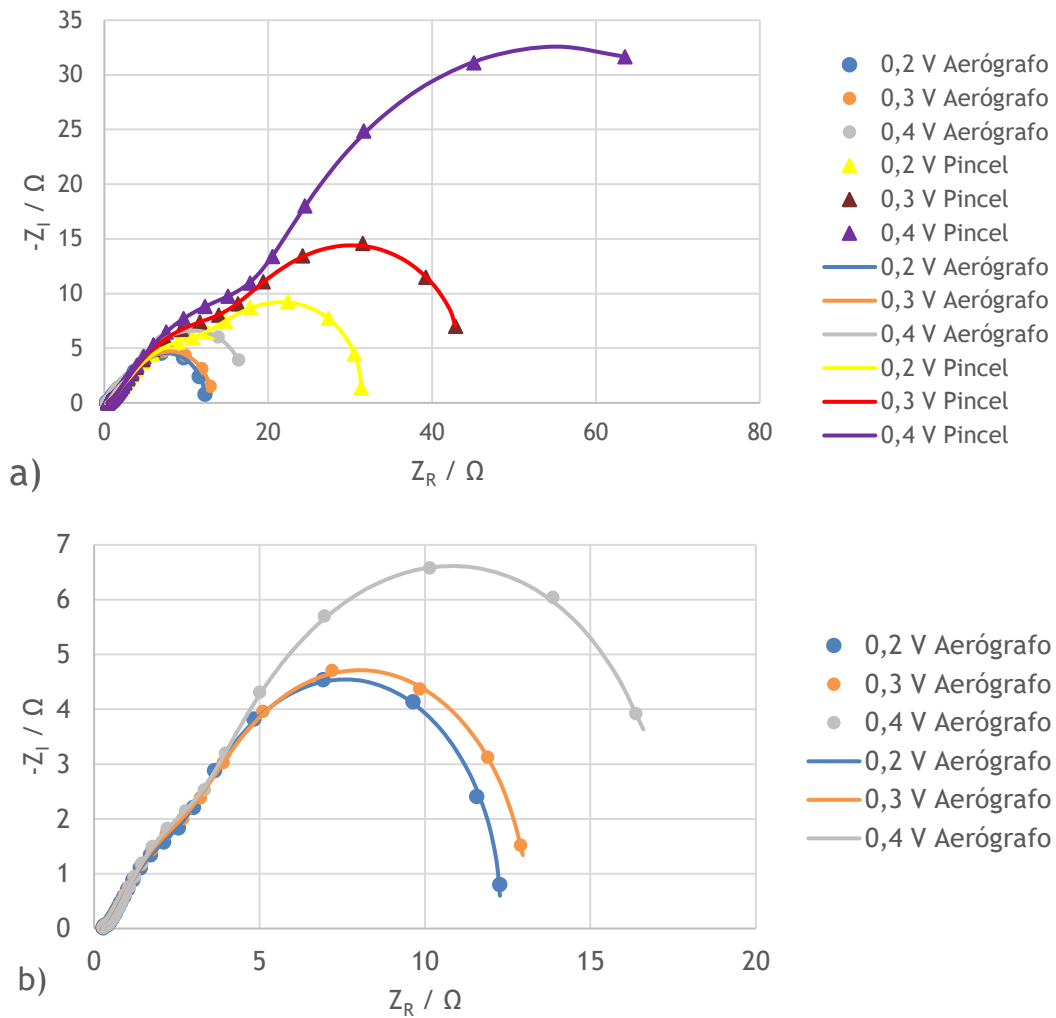 35
30
25
20
15
10
5
0
-Z_I / Ω
0 20 40 60 80
Z_R / Ω
a)
0,2 V Aerógrafo
0,3 V Aerógrafo
0,4 V Aerógrafo
0,2 V Pincel
0,3 V Pincel
0,4 V Pincel
0,2 V Aerógrafo
0,3 V Aerógrafo
0,4 V Aerógrafo
0,2 V Pincel
0,3 V Pincel
0,4 V Pincel
7
6
5
4
3
2
1
0
-Z_I / Ω
0 5 10 15 20
Z_R / Ω
b)
0,2 V Aerógrafo
0,3 V Aerógrafo
0,4 V Aerógrafo
0,2 V Aerógrafo
0,3 V Aerógrafo
0,4 V Aerógrafo